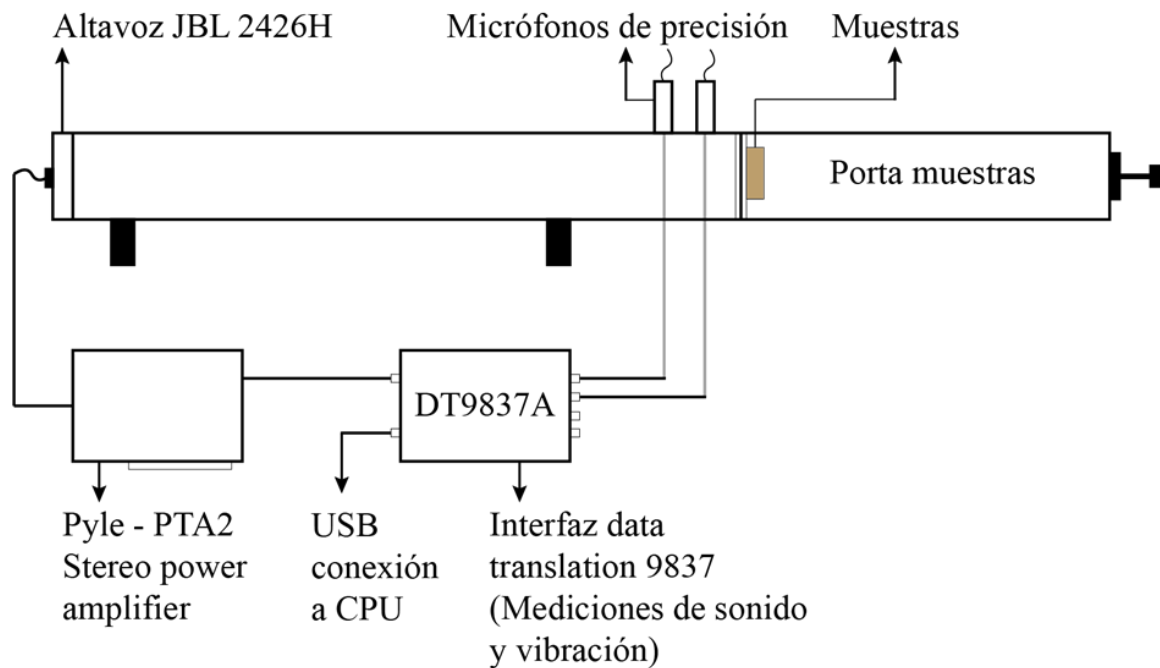 Altavoz JBL 2426H
Micrófonos de precisión
Muestras
Porta muestras
DT9837A
Pyle - PTA2
Stereo power
amplifier
USB
conexión
a CPU
Interfaz data
translation 9837
(Mediciones de sonido
y vibración)